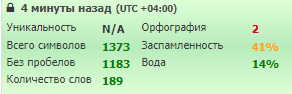 4 минуты назад (UTC +04:00)
Уникальность N/A Орфография 2
Всего символов 1373 Заспамленность 41%
Без пробелов 1183 Вода 14%
Количество слов 189